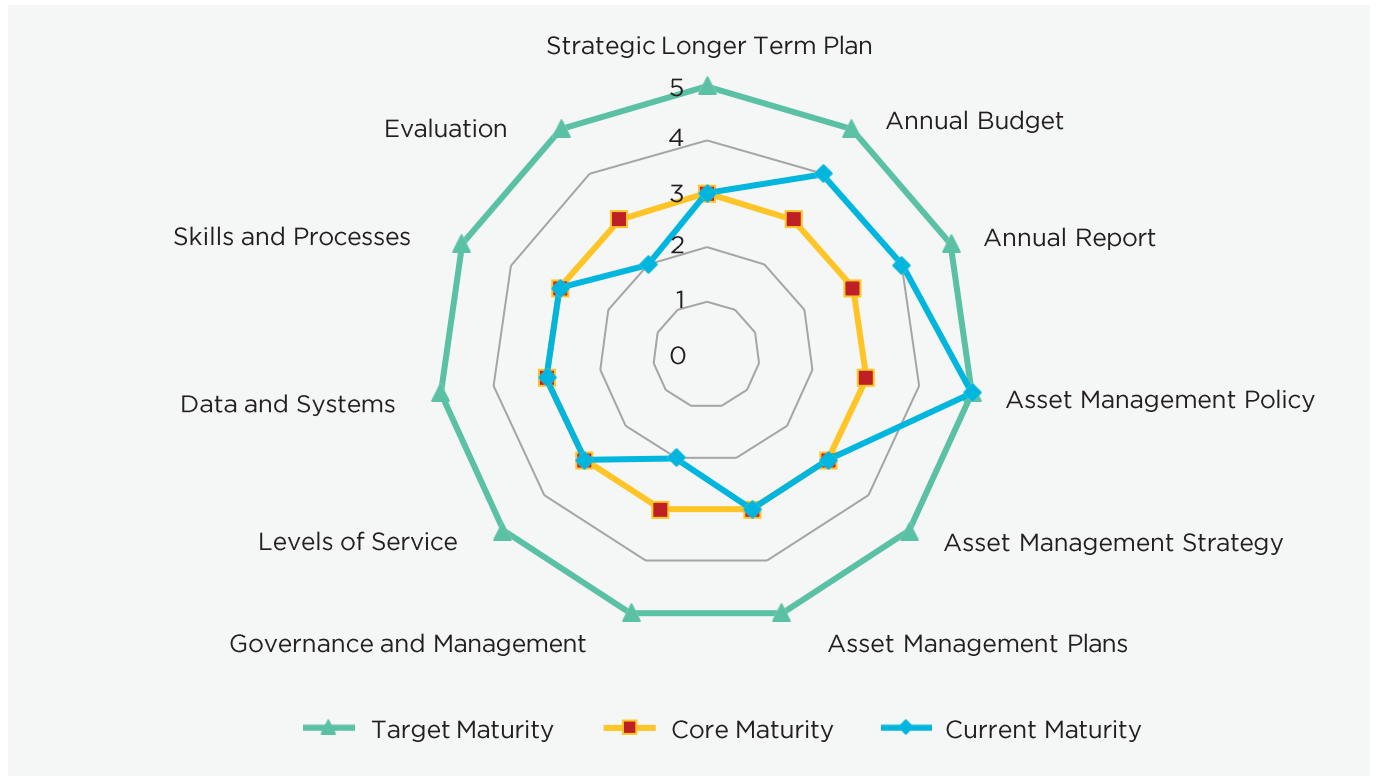 Strategic Longer Term Plan
5
Annual Budget
Evaluation
4
3
Skills and Processes
Annual Report
2
1
0
Data and Systems
Asset Management Policy
Levels of Service
Asset Management Strategy
Governance and Management
Asset Management Plans
Target Maturity
Core Maturity
Current Maturity